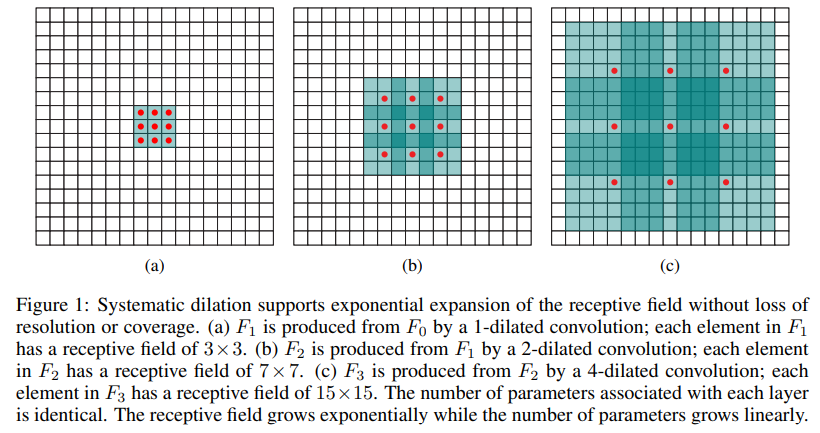 (a)
(b)
(c)
Figure 1: Systematic dilation supports exponential expansion of the receptive field without loss of
resolution or coverage. (a) F₁ is produced from F₀ by a 1-dilated convolution; each element in F₁
has a receptive field of 3×3. (b) F₂ is produced from F₁ by a 2-dilated convolution; each element
in F₂ has a receptive field of 7×7. (c) F₃ is produced from F₂ by a 4-dilated convolution; each
element in F₃ has a receptive field of 15×15. The number of parameters associated with each layer
is identical. The receptive field grows exponentially while the number of parameters grows linearly.